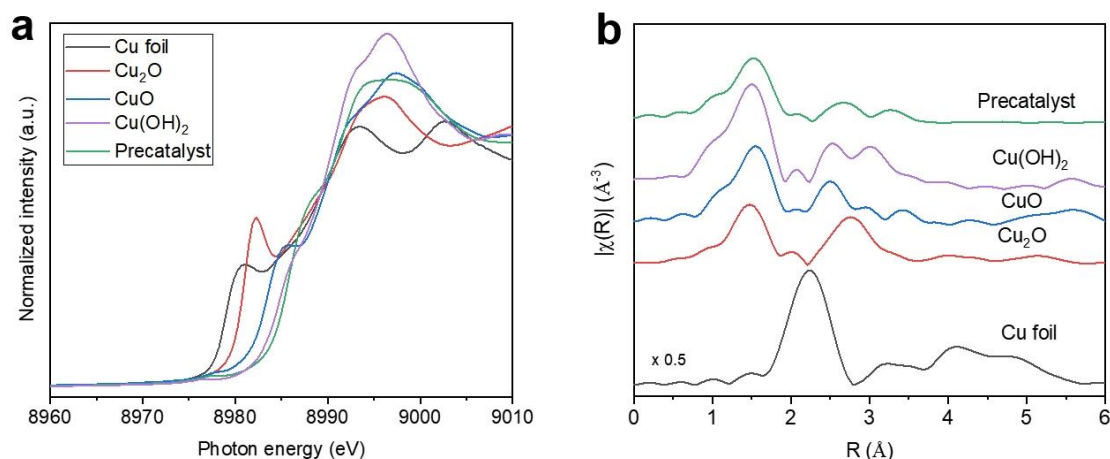 a
Cu foil
Cu₂O
CuO
Cu(OH)₂
Precatalyst
Normalized intensity (a.u.)
8960 8970 8980 8990 9000 9010
Photon energy (eV)
b
Precatalyst
Cu(OH)₂
CuO
Cu₂O
Cu foil
x 0.5
|χ(R)| (Å⁻³)
0 1 2 3 4 5 6
R (Å)